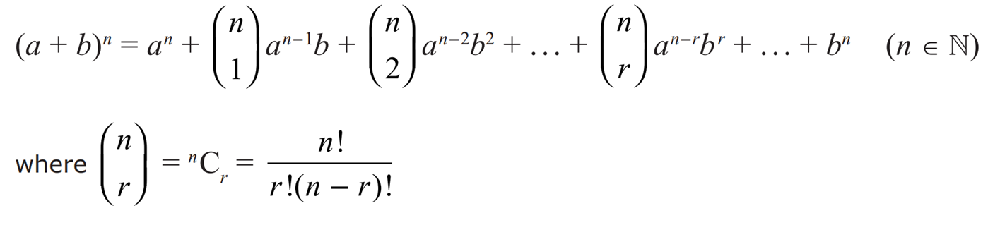 (a + b)ⁿ = aⁿ + (n 1) aⁿ⁻¹b + (n 2) aⁿ⁻²b² + … + (n r) aⁿ⁻ʳbʳ + … + bⁿ (n ∈ ℕ)
where (n r) = ⁿCᵣ = n! / r!(n − r)!